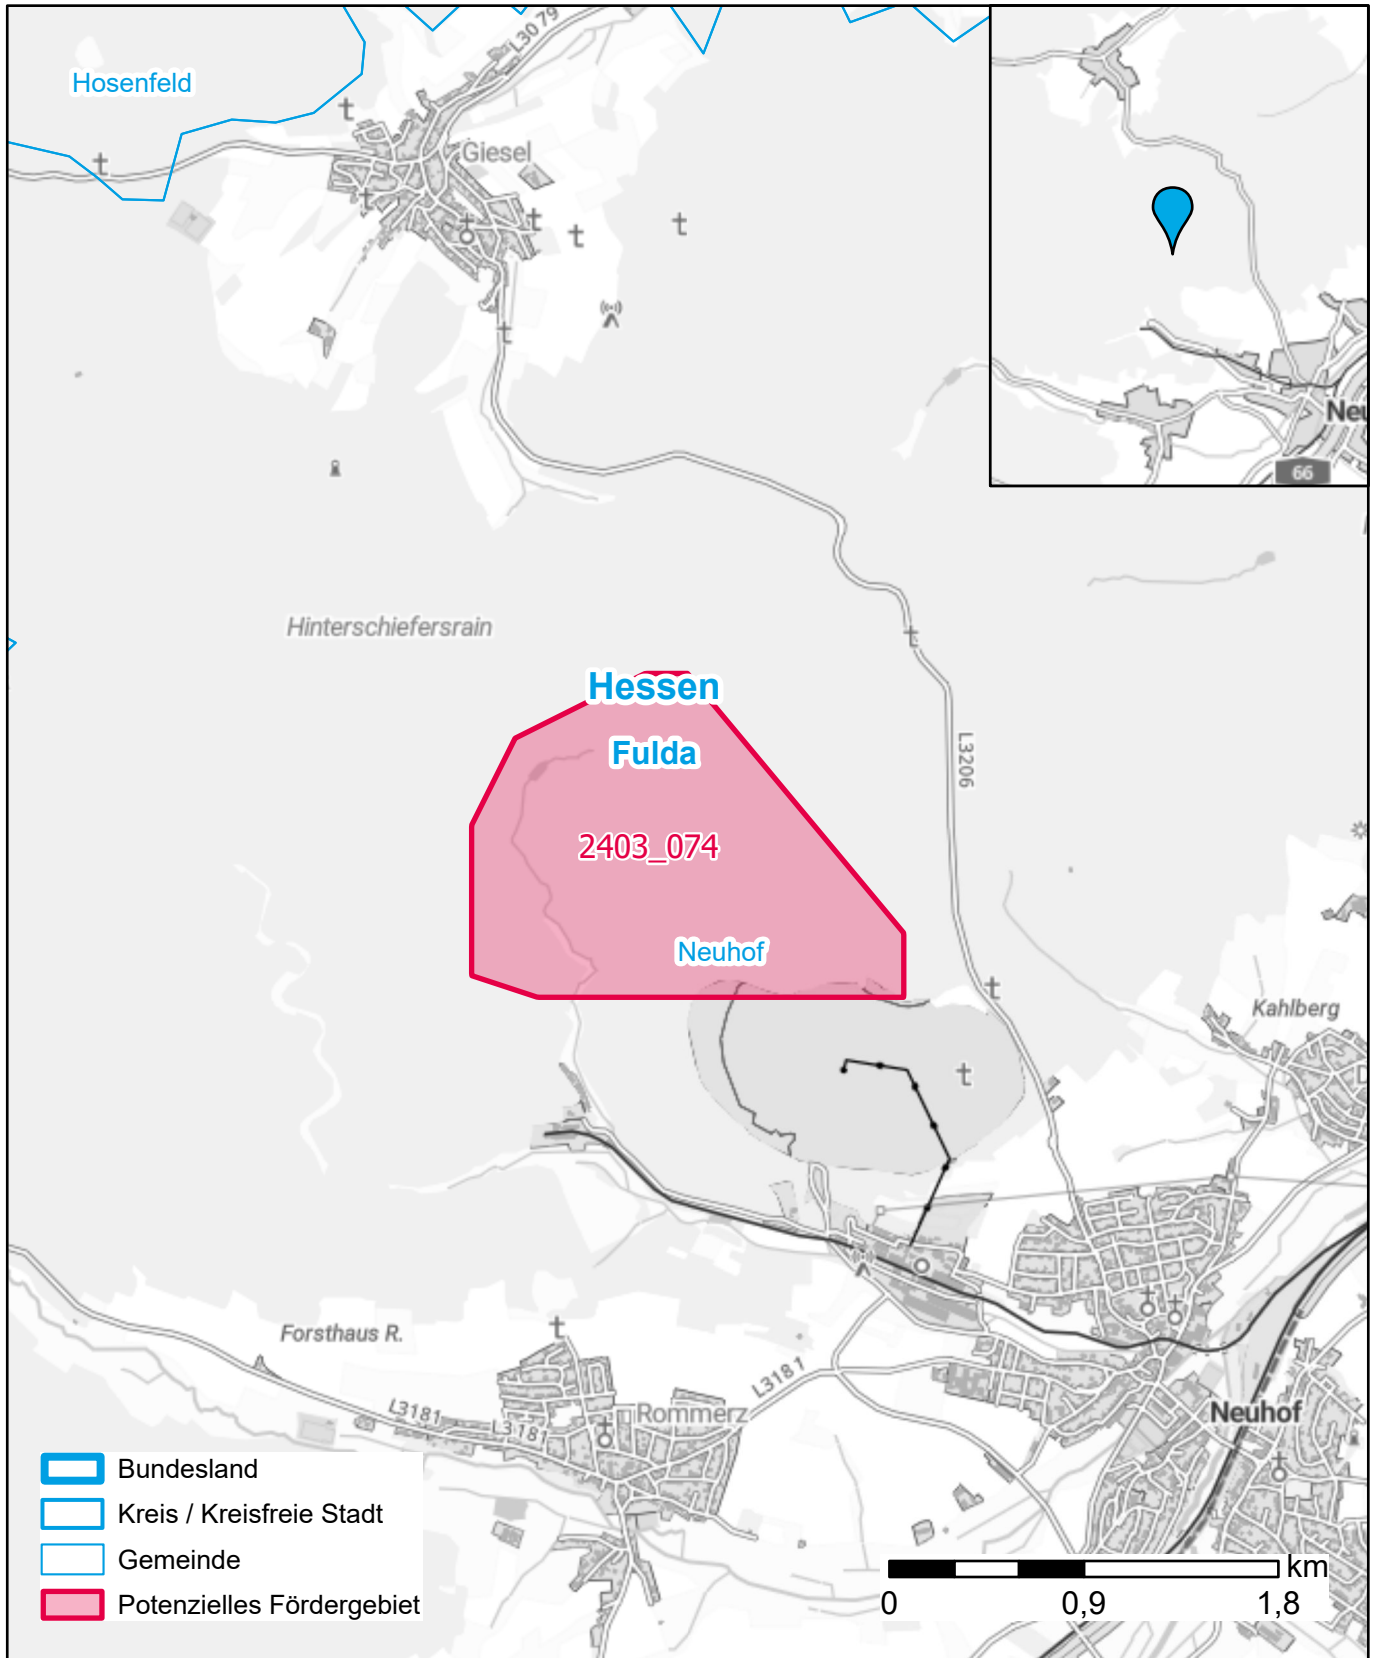 L3079
Hosenfeld
Giesel
Neu
66
Hinterschiefersrain
Hessen
Fulda
L3206
2403_074
Neuhof
Kahlberg
D
Forsthaus R.
L3181
L3181
L3181
Rommerz
Neuhof
Bundesland
Kreis / Kreisfreie Stadt
Gemeinde
Potenzielles Fördergebiet
km
0 0,9 1,8